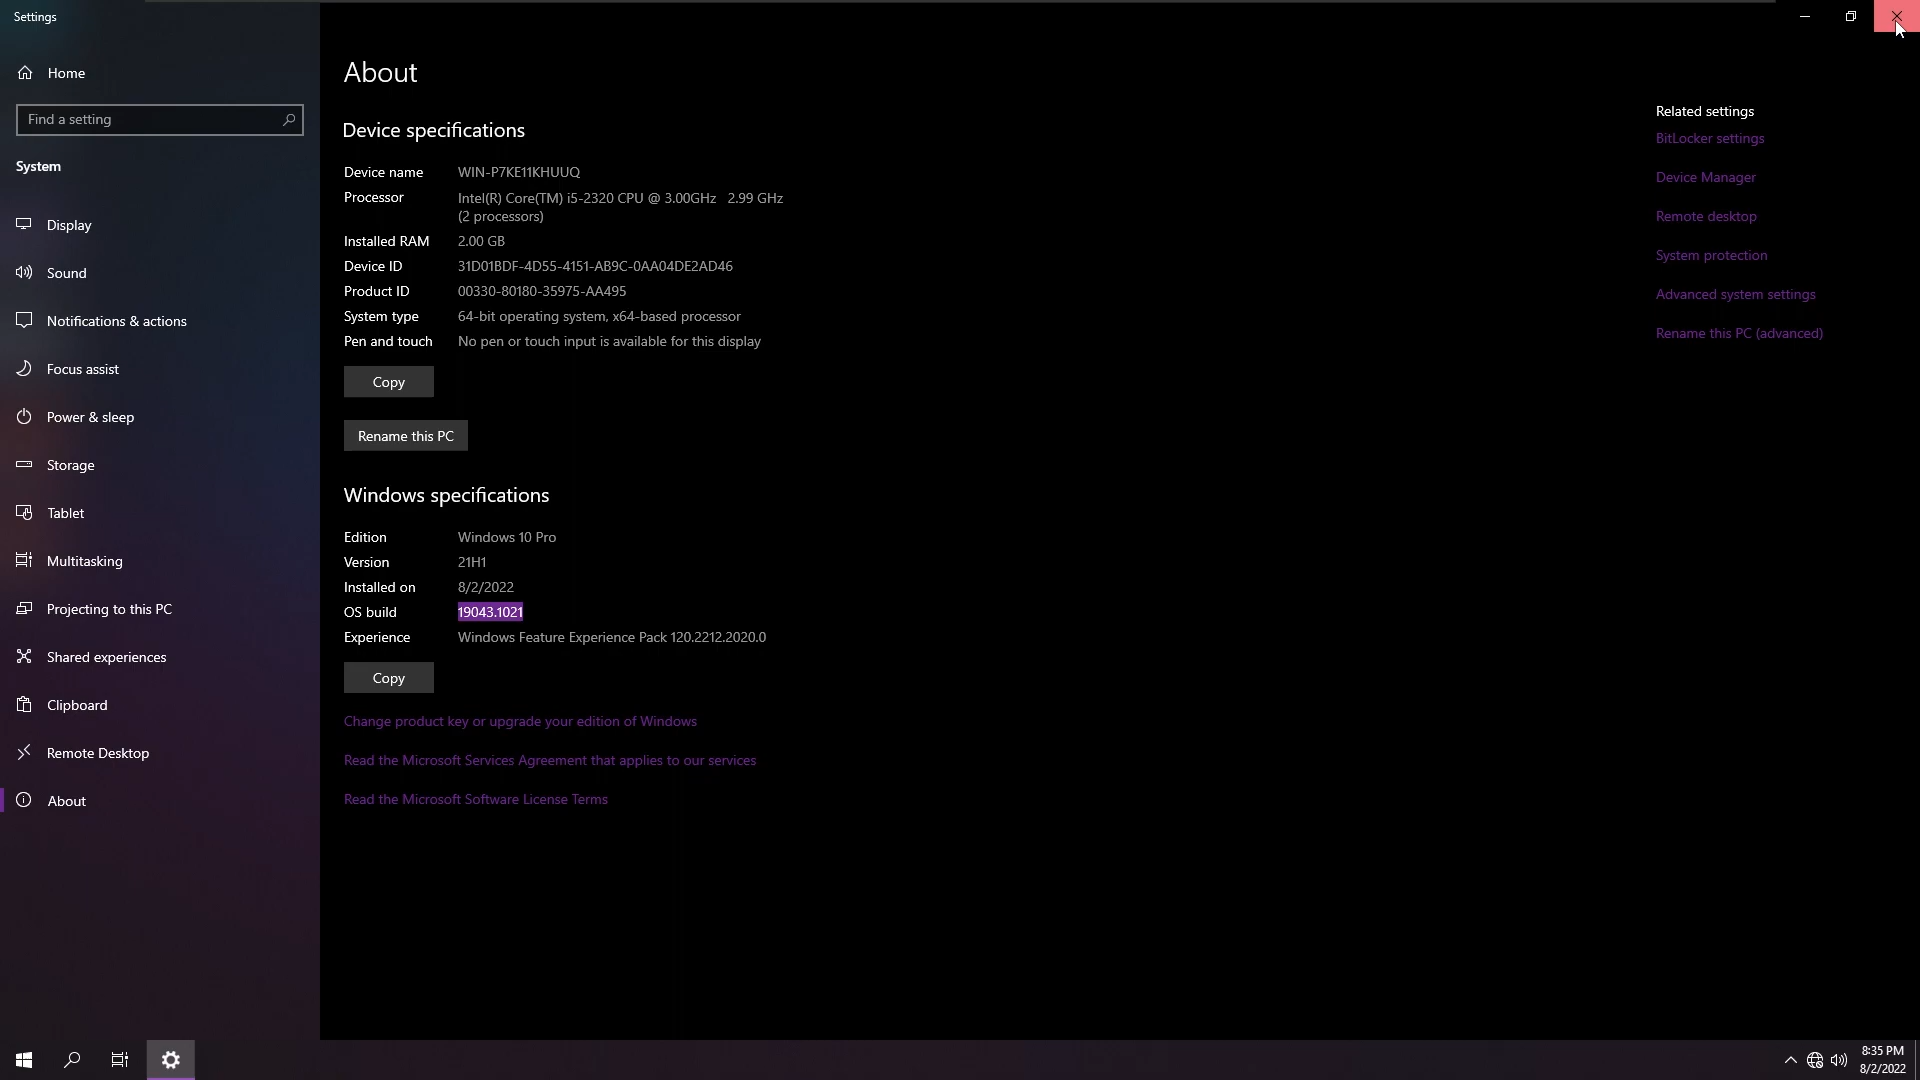 Settings
Home
Find a setting
System
Display
Sound
Notifications & actions
Focus assist
Power & sleep
Storage
Tablet
Multitasking
Projecting to this PC
Shared experiences
Clipboard
Remote Desktop
About
About
Device specifications
Device name WIN-P7KE11KHUUQ
Processor Intel(R) Core(TM) i5-2320 CPU @ 3.00GHz 2.99 GHz
(2 processors)
Installed RAM 2.00 GB
Device ID 31D01BDF-4D55-4151-AB9C-0AA04DE2AD46
Product ID 00330-80180-35975-AA495
System type 64-bit operating system, x64-based processor
Pen and touch No pen or touch input is available for this display
Copy
Rename this PC
Windows specifications
Edition Windows 10 Pro
Version 21H1
Installed on 8/2/2022
OS build 19043.1021
Experience Windows Feature Experience Pack 120.2212.2020.0
Copy
Change product key or upgrade your edition of Windows
Read the Microsoft Services Agreement that applies to our services
Read the Microsoft Software License Terms
Related settings
BitLocker settings
Device Manager
Remote desktop
System protection
Advanced system settings
Rename this PC (advanced)
8:35 PM
8/2/2022